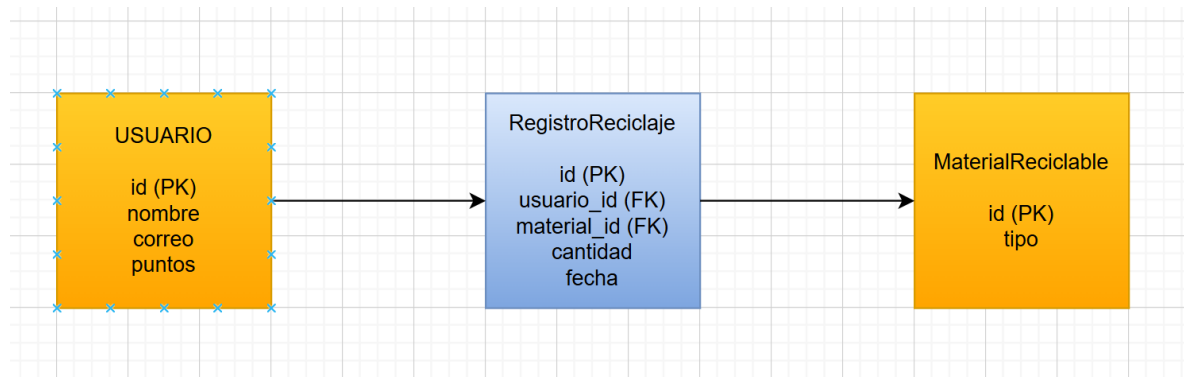 USUARIO
id (PK)
nombre
correo
puntos
RegistroReciclaje
id (PK)
usuario_id (FK)
material_id (FK)
cantidad
fecha
MaterialReciclable
id (PK)
tipo